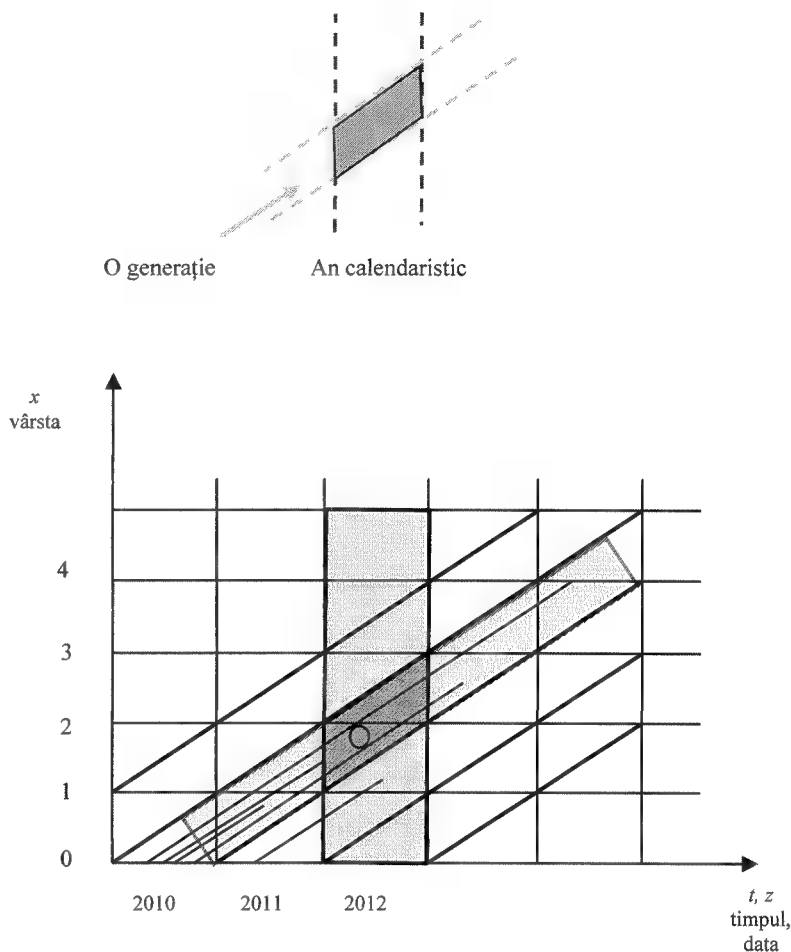 O generație An calendaristic
x
vârsta
4
3
2
1
0
2010 2011 2012
t, z
timpul,
data